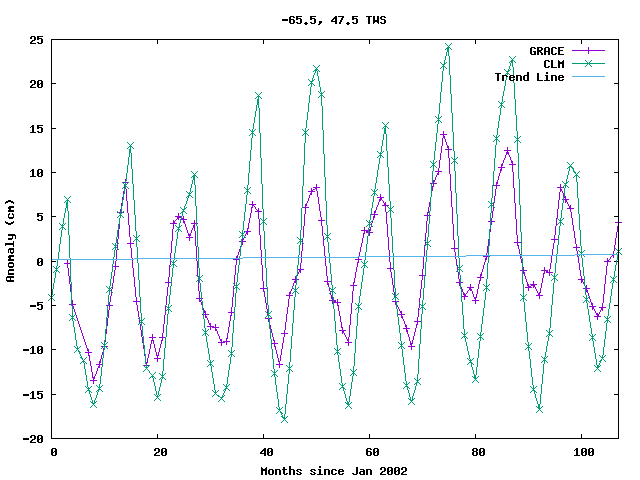 -65.5, 47.5 TWS
GRACE
CLM
Trend Line
25
20
15
10
5
0
-5
-10
-15
-20
Anomaly (cm)
0 20 40 60 80 100
Months since Jan 2002